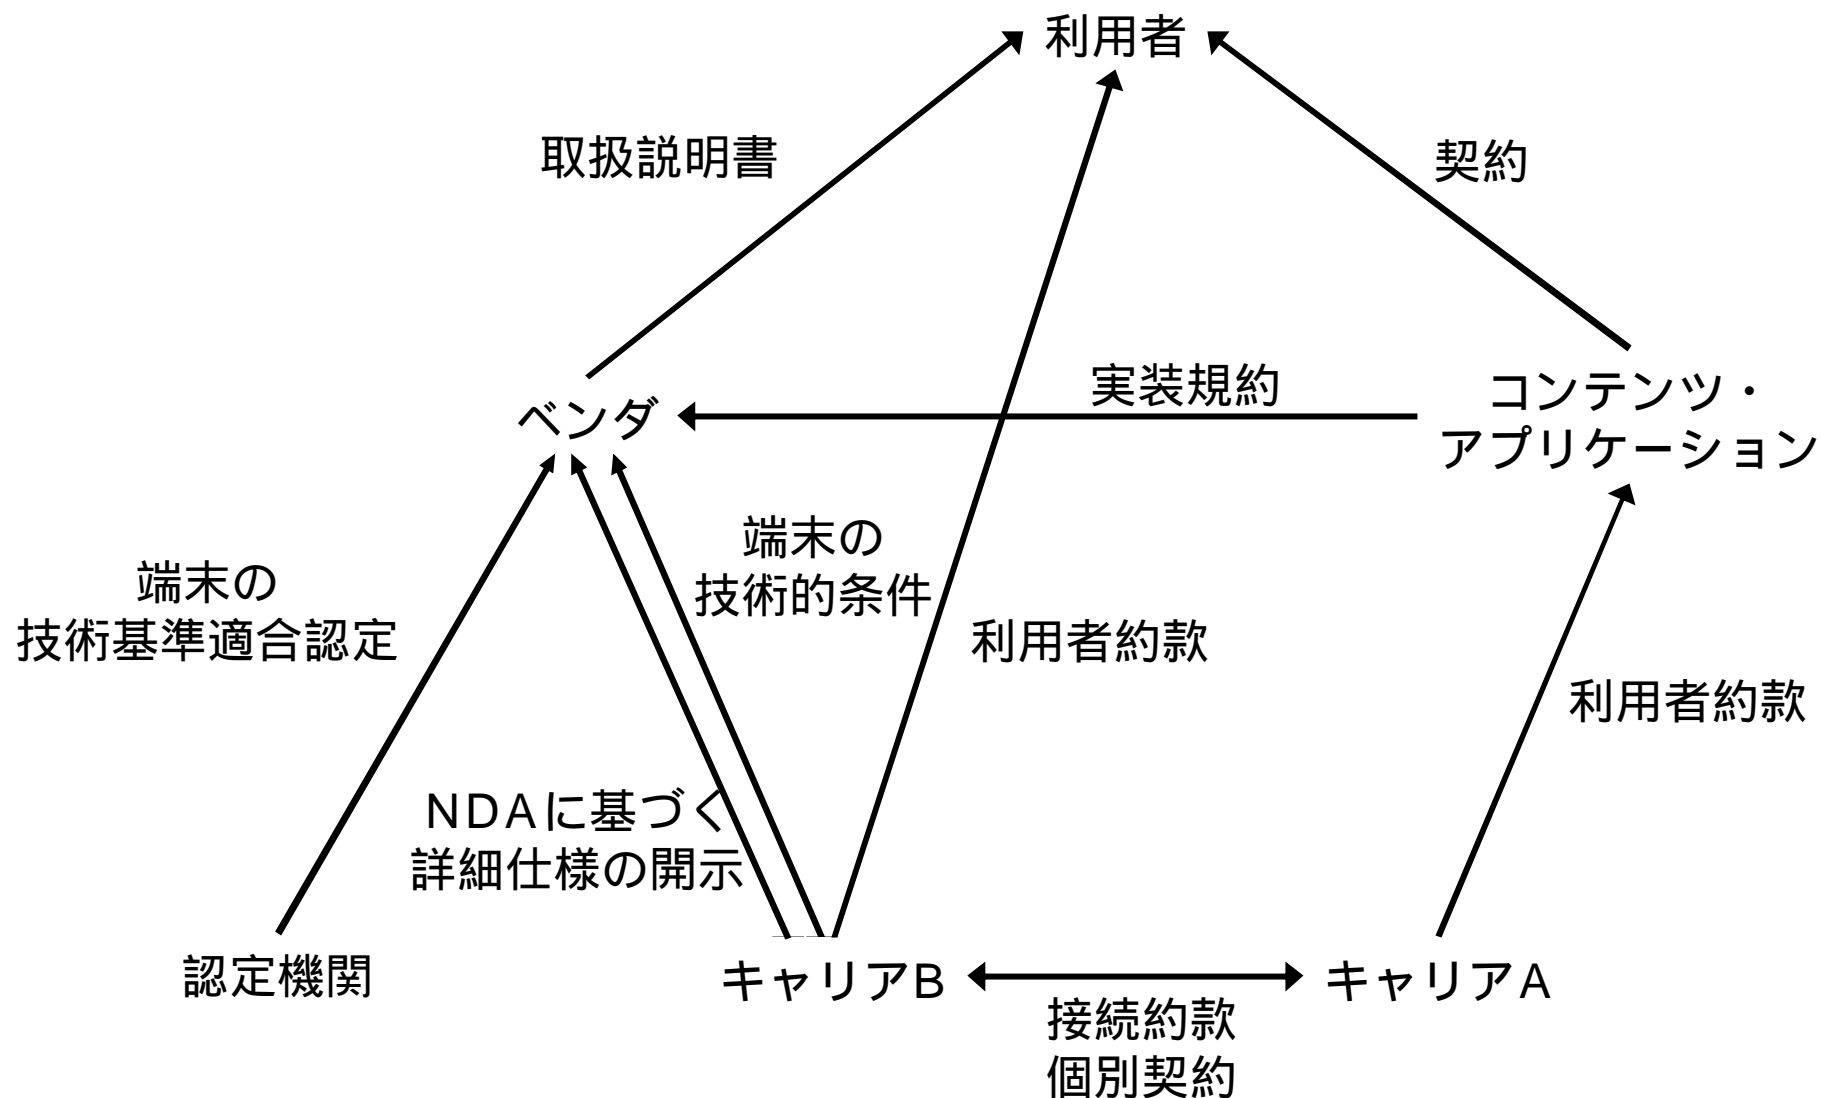 利用者
取扱説明書
契約
実装規約
ベンダ
コンテンツ・
アプリケーション
端末の
技術的条件
端末の
技術基準適合認定
利用者約款
利用者約款
NDAに基づく
詳細仕様の開示
認定機関
キャリアB
キャリアA
接続約款
個別契約